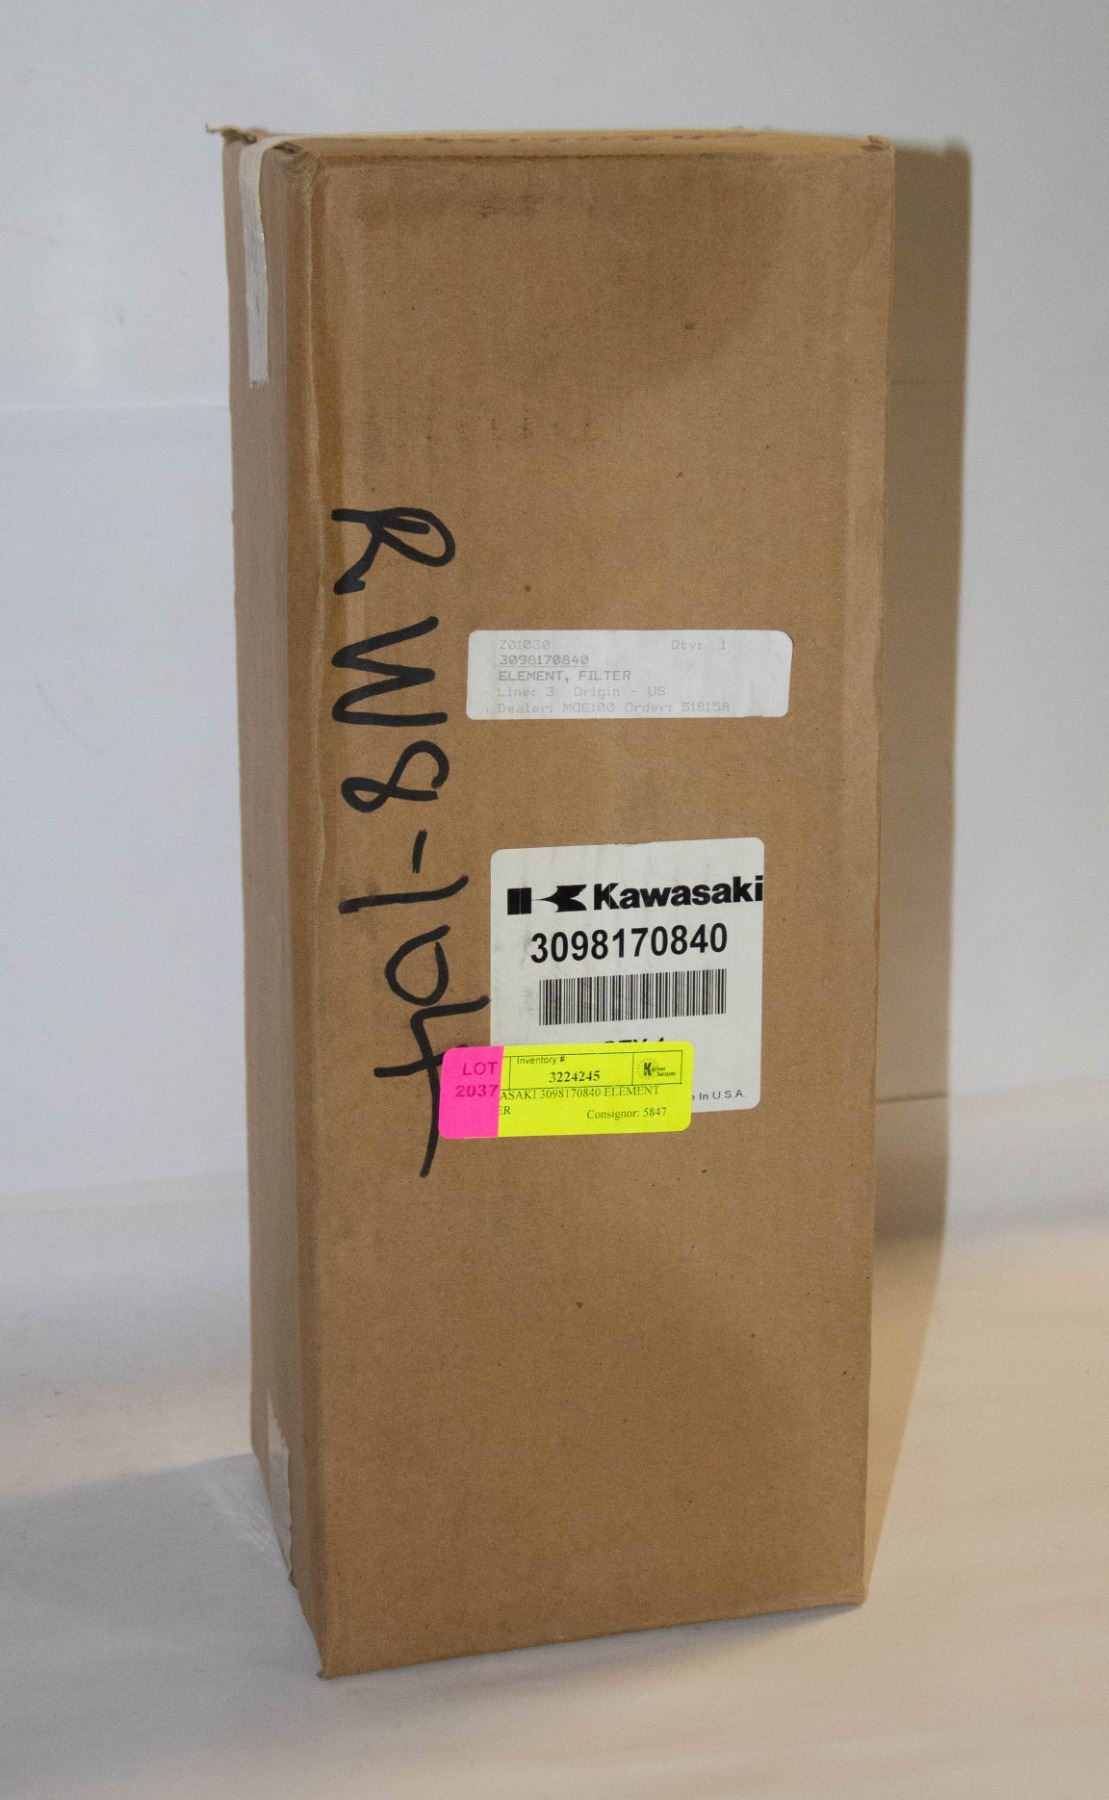 RW8-104
Z01030 Qty: 1
3098170840
ELEMENT, FILTER
Line: 3 Origin - US
Dealer: MOE100 Order: 518158
Kawasaki
3098170840
LOT
2037
Inventory #:
3224245
ASAKI 3098170840 ELEMENT
ER Consignor: 5847
In U.S.A.